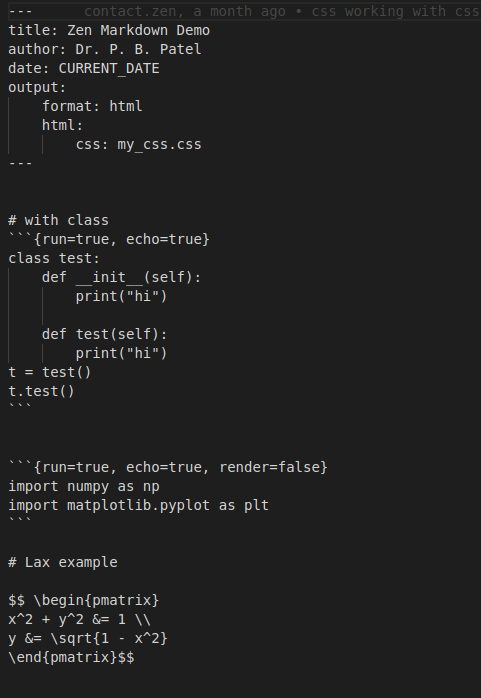 --- contact.zen, a month ago • css working with css
title: Zen Markdown Demo
author: Dr. P. B. Patel
date: CURRENT_DATE
output:
    format: html
    html:
        css: my_css.css
---
# with class
```{run=true, echo=true}
class test:
    def __init__(self):
        print("hi")
    def test(self):
        print("hi")
t = test()
t.test()
```
```{run=true, echo=true, render=false}
import numpy as np
import matplotlib.pyplot as plt
```
# Lax example
$$ \begin{pmatrix}
x^2 + y^2 &= 1 \\
y &= \sqrt{1 - x^2}
\end{pmatrix}$$